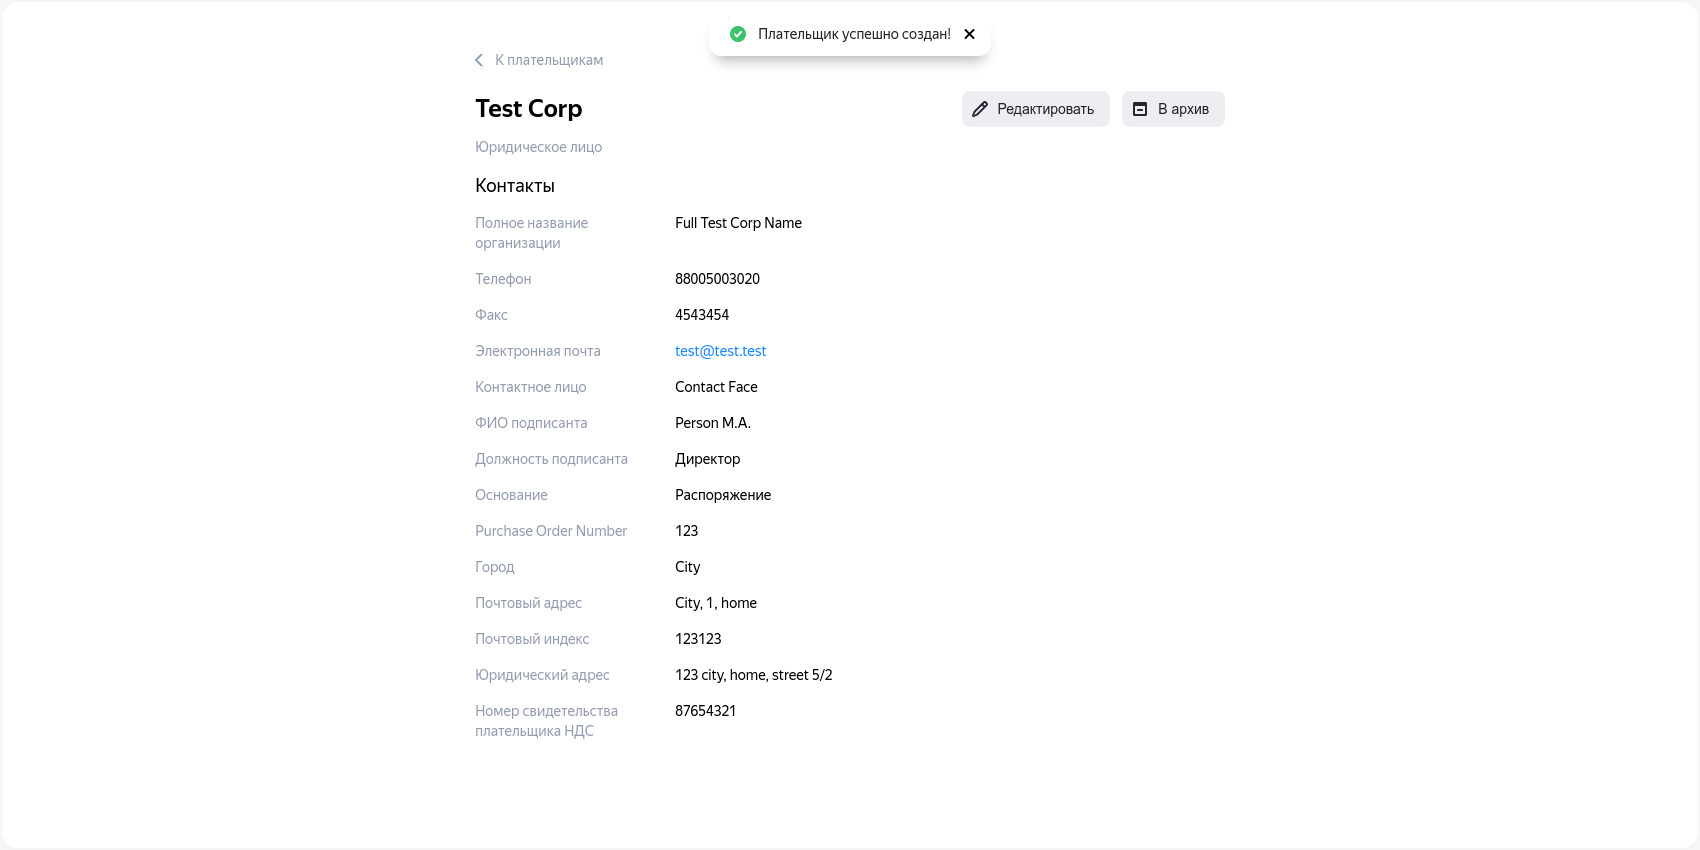 Плательщик успешно создан!
К плательщикам
Test Corp
Редактировать
В архив
Юридическое лицо
Контакты
Полное название
организации
Full Test Corp Name
Телефон
88005003020
Факс
4543454
Электронная почта
test@test.test
Контактное лицо
Contact Face
ФИО подписанта
Person M.A.
Должность подписанта
Директор
Основание
Распоряжение
Purchase Order Number
123
Город
City
Почтовый адрес
City, 1, home
Почтовый индекс
123123
Юридический адрес
123 city, home, street 5/2
Номер свидетельства
плательщика НДС
87654321